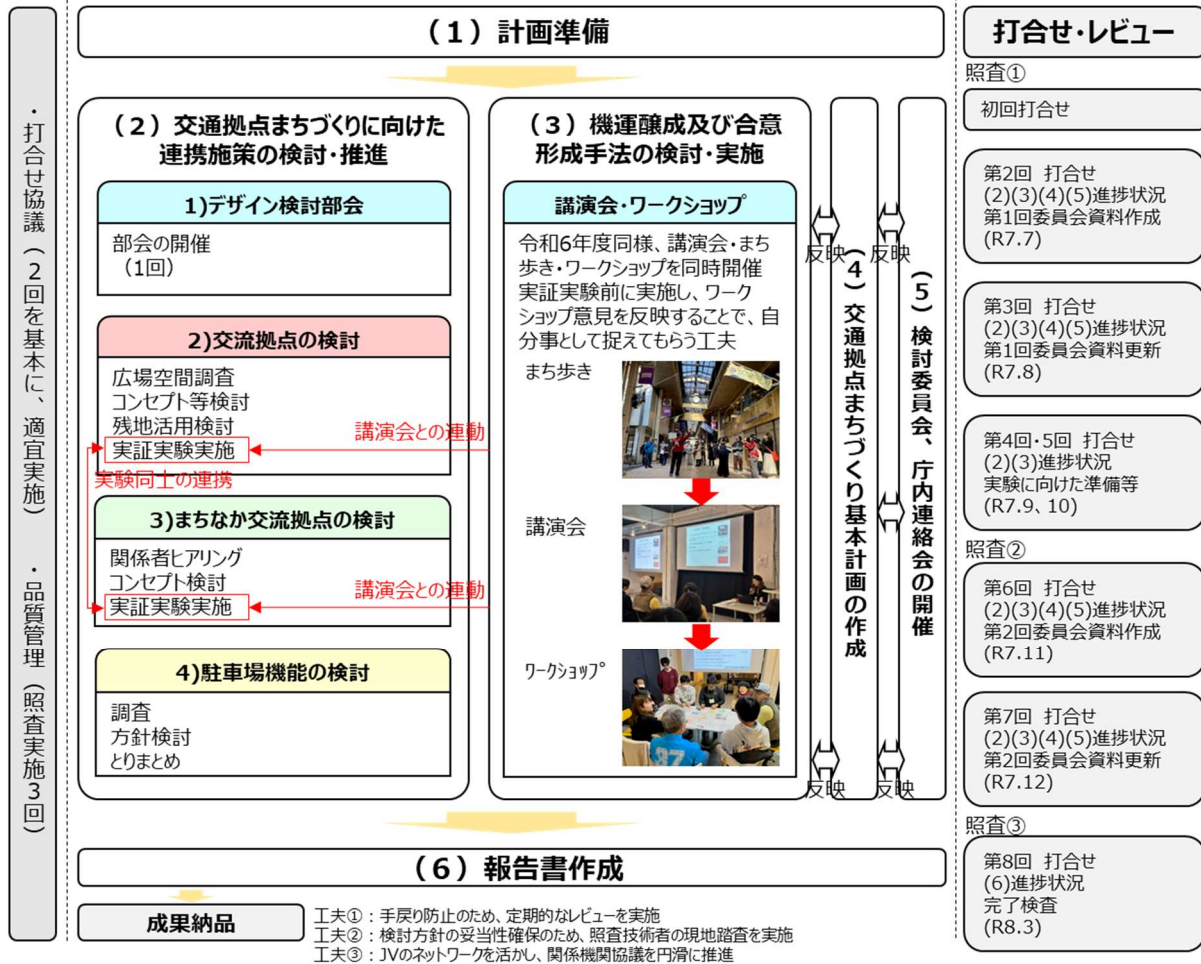 ・打合せ協議（2回を基本に、適宜実施）　・品質管理（照査実施3回）
（1）計画準備
（2）交通拠点まちづくりに向けた
連携施策の検討・推進
1)デザイン検討部会
部会の開催
（1回）
2)交流拠点の検討
広場空間調査
コンセプト等検討
残地活用検討
実証実験実施
講演会との連動
実験同士の連携
3)まちなか交流拠点の検討
関係者ヒアリング
コンセプト検討
実証実験実施
講演会との連動
4)駐車場機能の検討
調査
方針検討
とりまとめ
（3）機運醸成及び合意
形成手法の検討・実施
講演会・ワークショップ
令和6年度同様、講演会・まち
歩き・ワークショップを同時開催
実証実験前に実施し、ワーク
ショップ意見を反映することで、自
分事として捉えてもらう工夫
まち歩き
講演会
ﾜｰｸｼｮｯﾌﾟ
反映
反映
（4）交通拠点まちづくり基本計画の作成
反映
反映
（5）検討委員会、庁内連絡会の開催
（6）報告書作成
成果納品
工夫①：手戻り防止のため、定期的なレビューを実施
工夫②：検討方針の妥当性確保のため、照査技術者の現地踏査を実施
工夫③：JVのネットワークを活かし、関係機関協議を円滑に推進
打合せ・レビュー
照査①
初回打合せ
第2回 打合せ
(2)(3)(4)(5)進捗状況
第1回委員会資料作成
(R7.7)
第3回 打合せ
(2)(3)(4)(5)進捗状況
第1回委員会資料更新
(R7.8)
第4回・5回 打合せ
(2)(3)進捗状況
実験に向けた準備等
(R7.9、10)
照査②
第6回 打合せ
(2)(3)(4)(5)進捗状況
第2回委員会資料作成
(R7.11)
第7回 打合せ
(2)(3)(4)(5)進捗状況
第2回委員会資料更新
(R7.12)
照査③
第8回 打合せ
(6)進捗状況
完了検査
(R8.3)